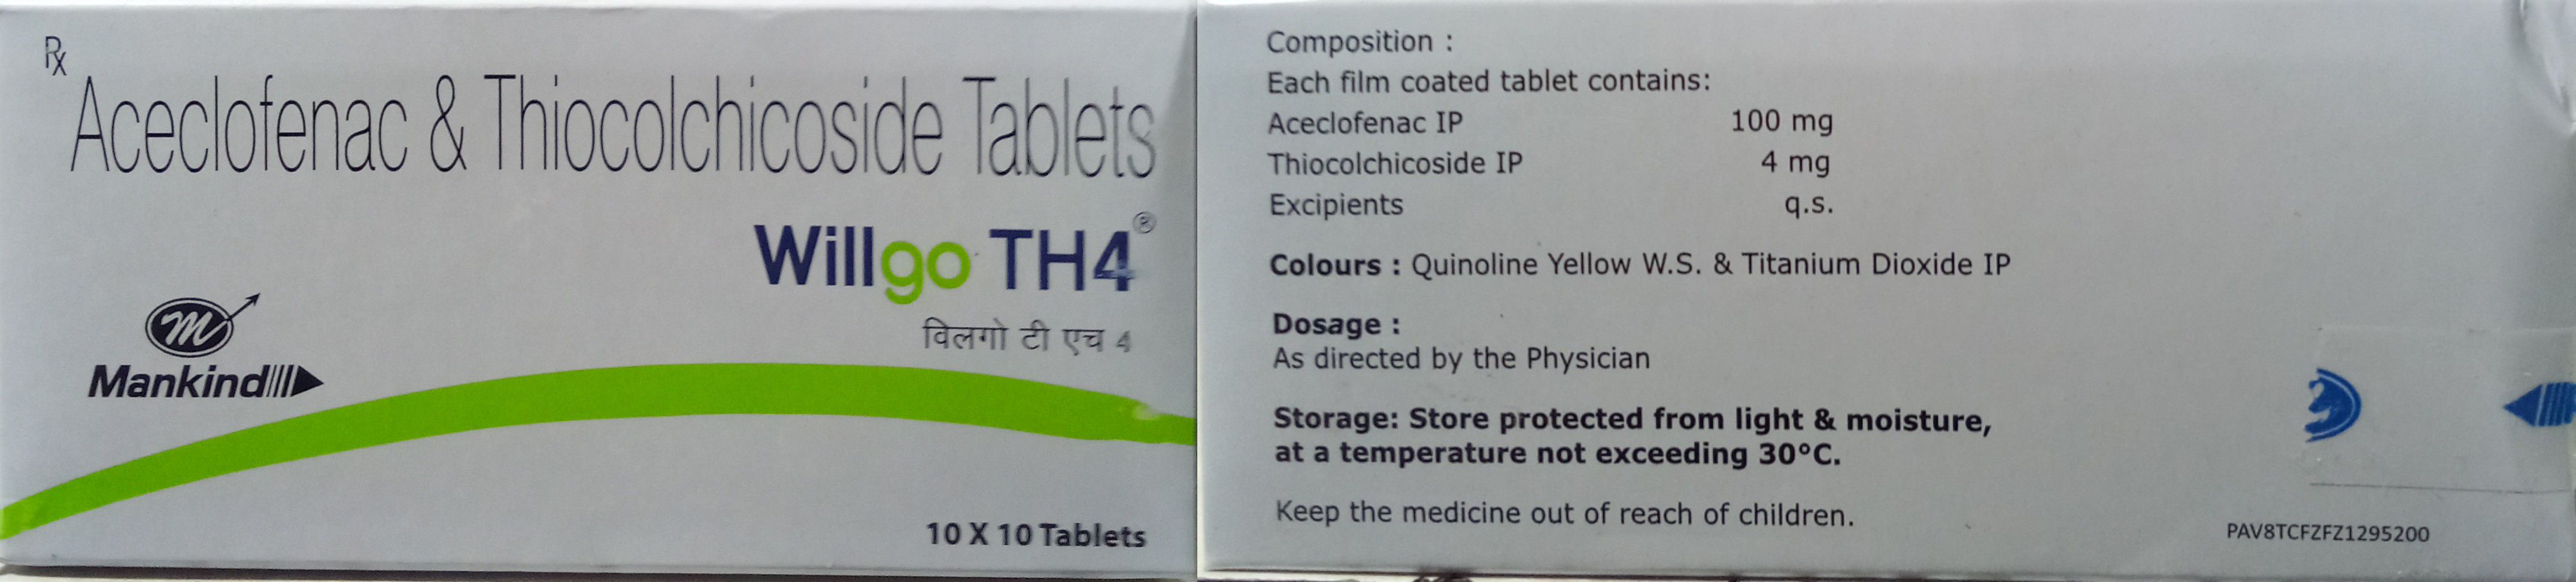 Rx
Aceclofenac & Thiocolchicoside Tablets
Willgo TH4®
विलगो टी एच 4
m
Mankind
10 X 10 Tablets
Composition :
Each film coated tablet contains:
Aceclofenac IP 100 mg
Thiocolchicoside IP 4 mg
Excipients q.s.
Colours : Quinoline Yellow W.S. & Titanium Dioxide IP
Dosage :
As directed by the Physician
Storage: Store protected from light & moisture,
at a temperature not exceeding 30°C.
Keep the medicine out of reach of children.
PAV8TCFZFZ1295200